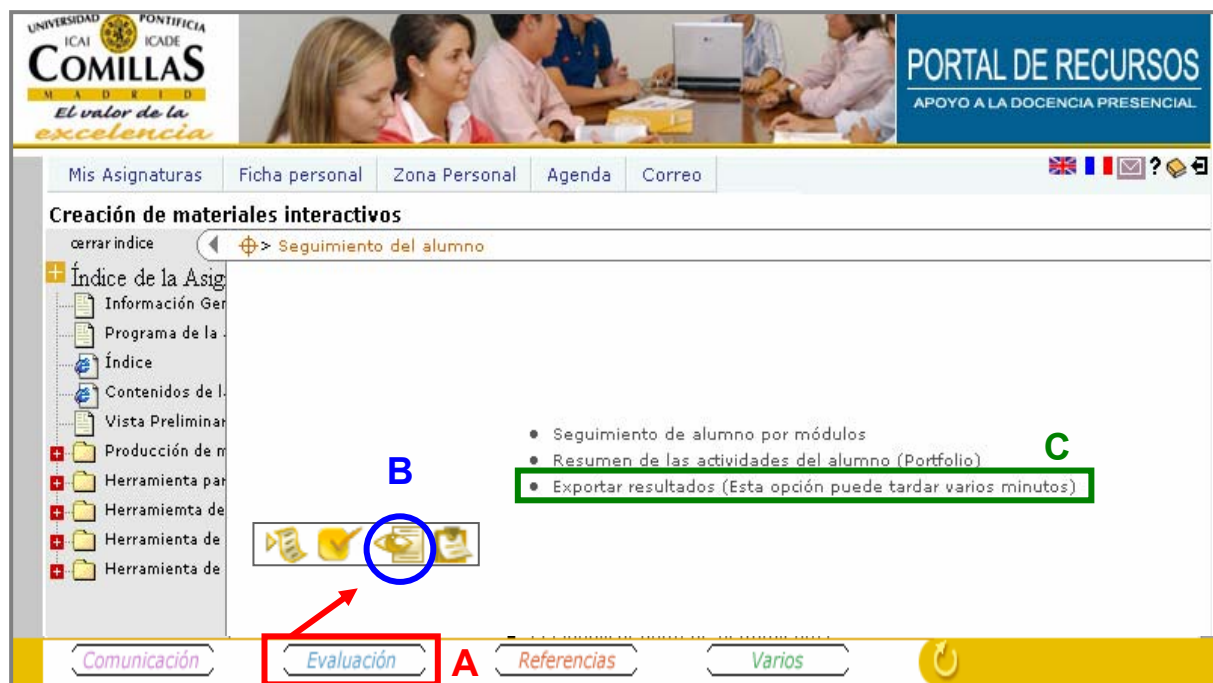 UNIVERSIDAD PONTIFICIA
ICAI ICADE
COMILLAS
M A D R I D
El valor de la
excelencia
PORTAL DE RECURSOS
APOYO A LA DOCENCIA PRESENCIAL
Mis Asignaturas Ficha personal Zona Personal Agenda Correo
?
Creación de materiales interactivos
cerrar indice > Seguimiento del alumno
Índice de la Asig
Información Ger
Programa de la
Índice
Contenidos de l
Vista Preliminar
Producción de m
Herramienta par
Herramiemta de
Herramienta de
Herramienta de
Seguimiento de alumno por módulos
Resumen de las actividades del alumno (Portfolio)
Exportar resultados (Esta opción puede tardar varios minutos)
C
B
Comunicación Evaluación A Referencias Varios